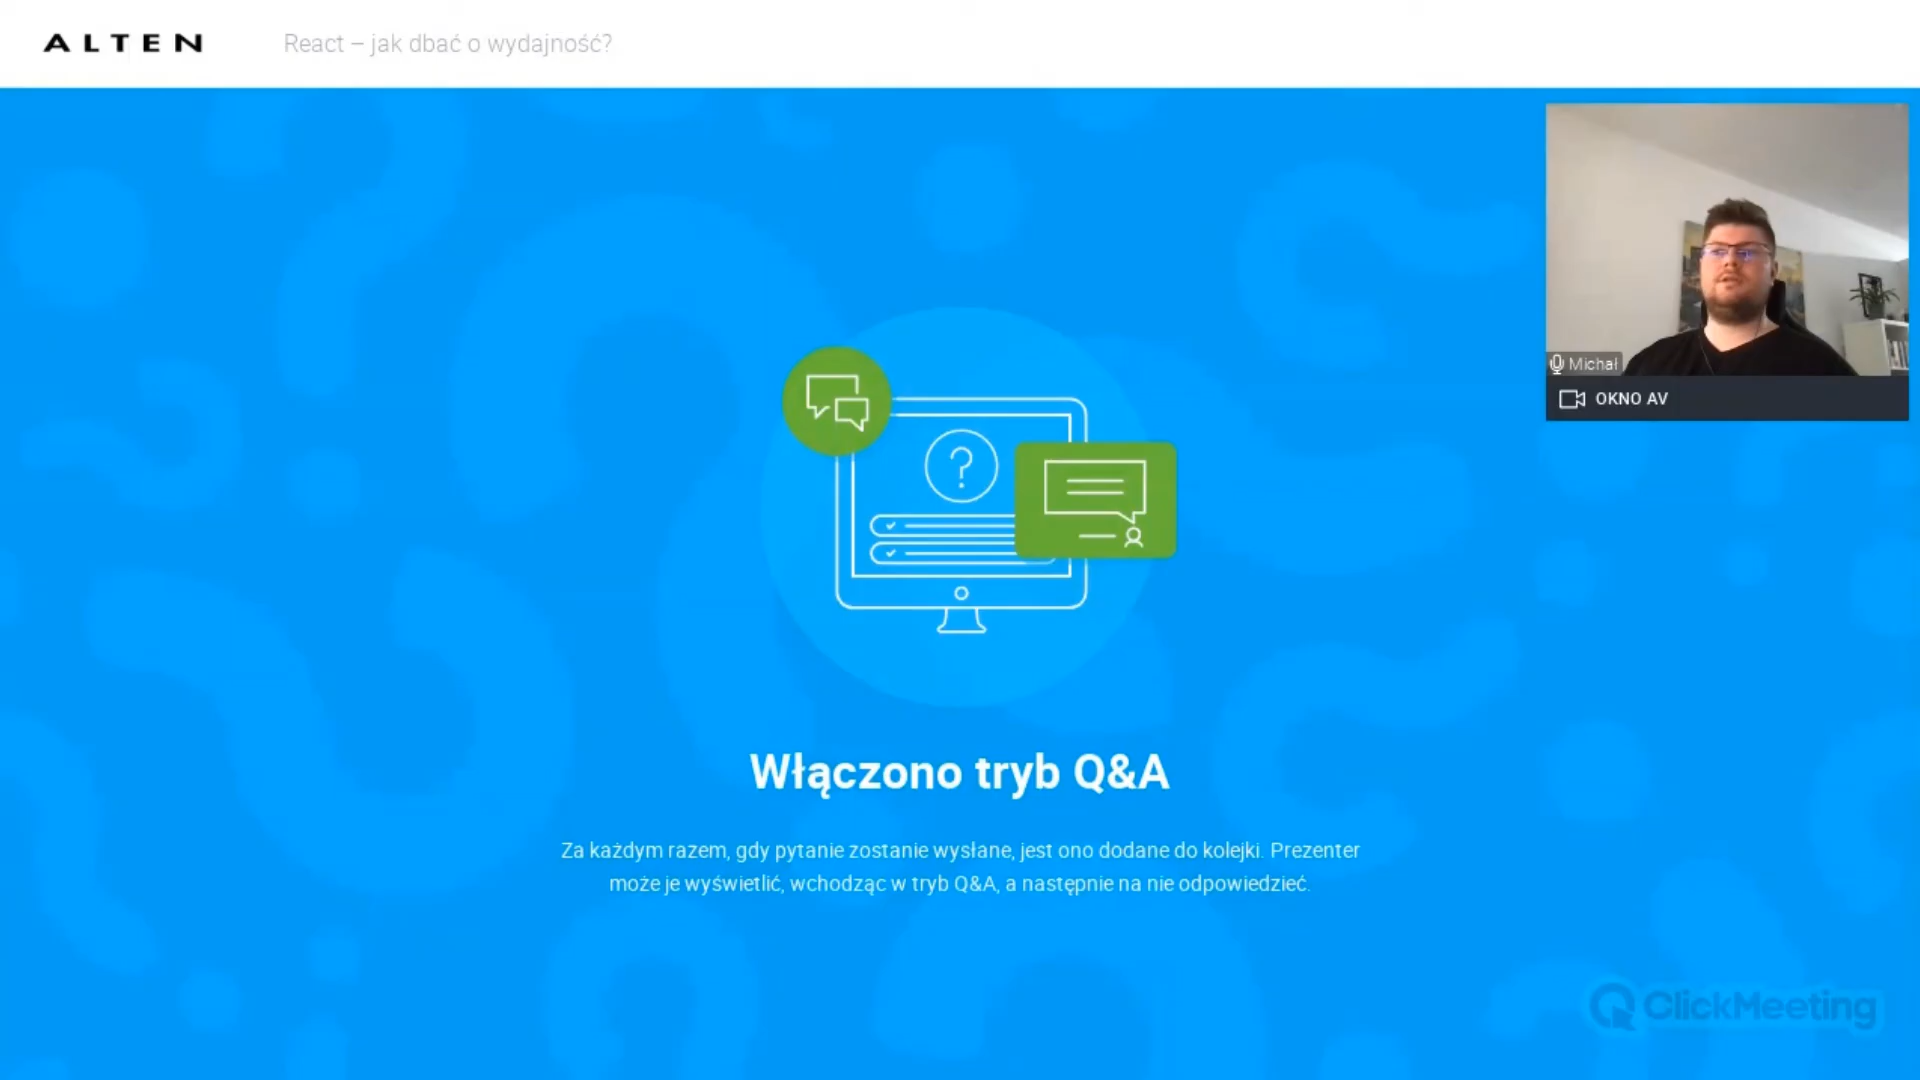 ALTEN
React – jak dbać o wydajność?
Michał
OKNO AV
?
Włączono tryb Q&A
Za każdym razem, gdy pytanie zostanie wysłane, jest ono dodane do kolejki. Prezenter
może je wyświetlić, wchodząc w tryb Q&A, a następnie na nie odpowiedzieć.
ClickMeeting